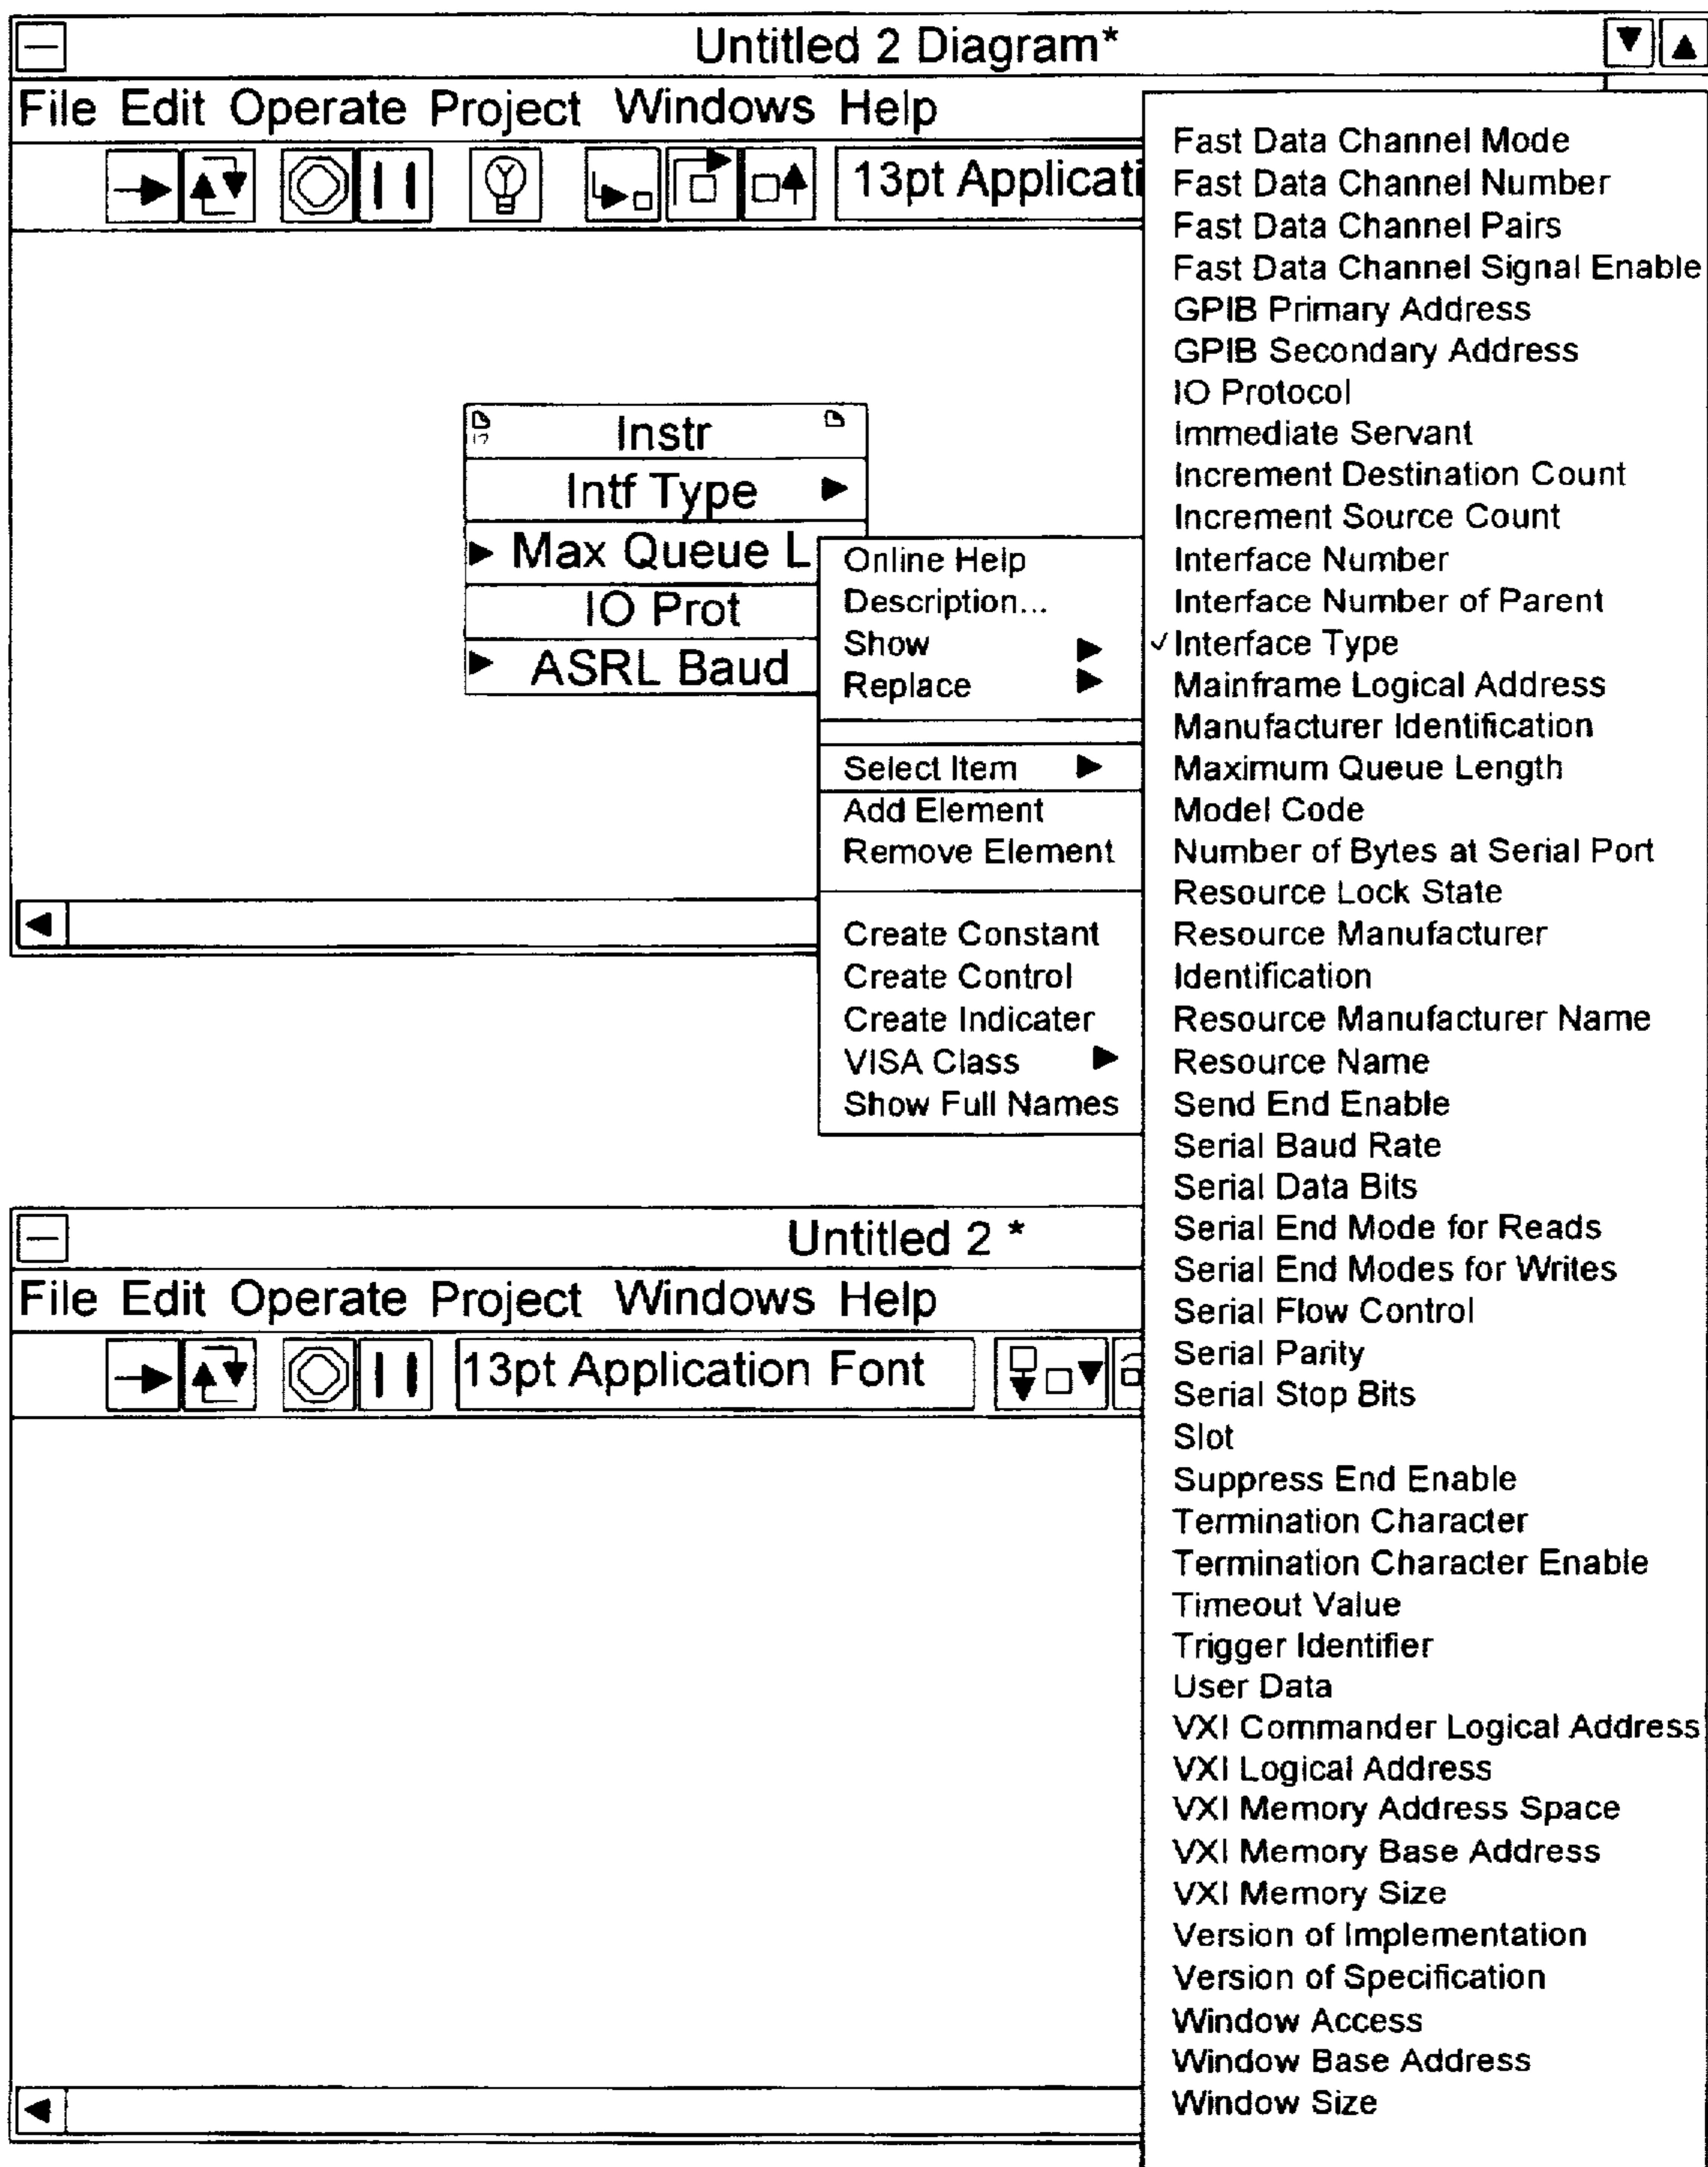 Untitled 2 Diagram*
File Edit Operate Project Windows Help
13pt Applicati
Instr
Intf Type
Max Queue L
IO Prot
ASRL Baud
Online Help
Description...
Show
Replace
Select Item
Add Element
Remove Element
Create Constant
Create Control
Create Indicater
VISA Class
Show Full Names
Fast Data Channel Mode
Fast Data Channel Number
Fast Data Channel Pairs
Fast Data Channel Signal Enable
GPIB Primary Address
GPIB Secondary Address
IO Protocol
Immediate Servant
Increment Destination Count
Increment Source Count
Interface Number
Interface Number of Parent
✓Interface Type
Mainframe Logical Address
Manufacturer Identification
Maximum Queue Length
Model Code
Number of Bytes at Serial Port
Resource Lock State
Resource Manufacturer
Identification
Resource Manufacturer Name
Resource Name
Send End Enable
Serial Baud Rate
Serial Data Bits
Serial End Mode for Reads
Serial End Modes for Writes
Serial Flow Control
Serial Parity
Serial Stop Bits
Slot
Suppress End Enable
Termination Character
Termination Character Enable
Timeout Value
Trigger Identifier
User Data
VXI Commander Logical Address
VXI Logical Address
VXI Memory Address Space
VXI Memory Base Address
VXI Memory Size
Version of Implementation
Version of Specification
Window Access
Window Base Address
Window Size
Untitled 2 *
File Edit Operate Project Windows Help
13pt Application Font